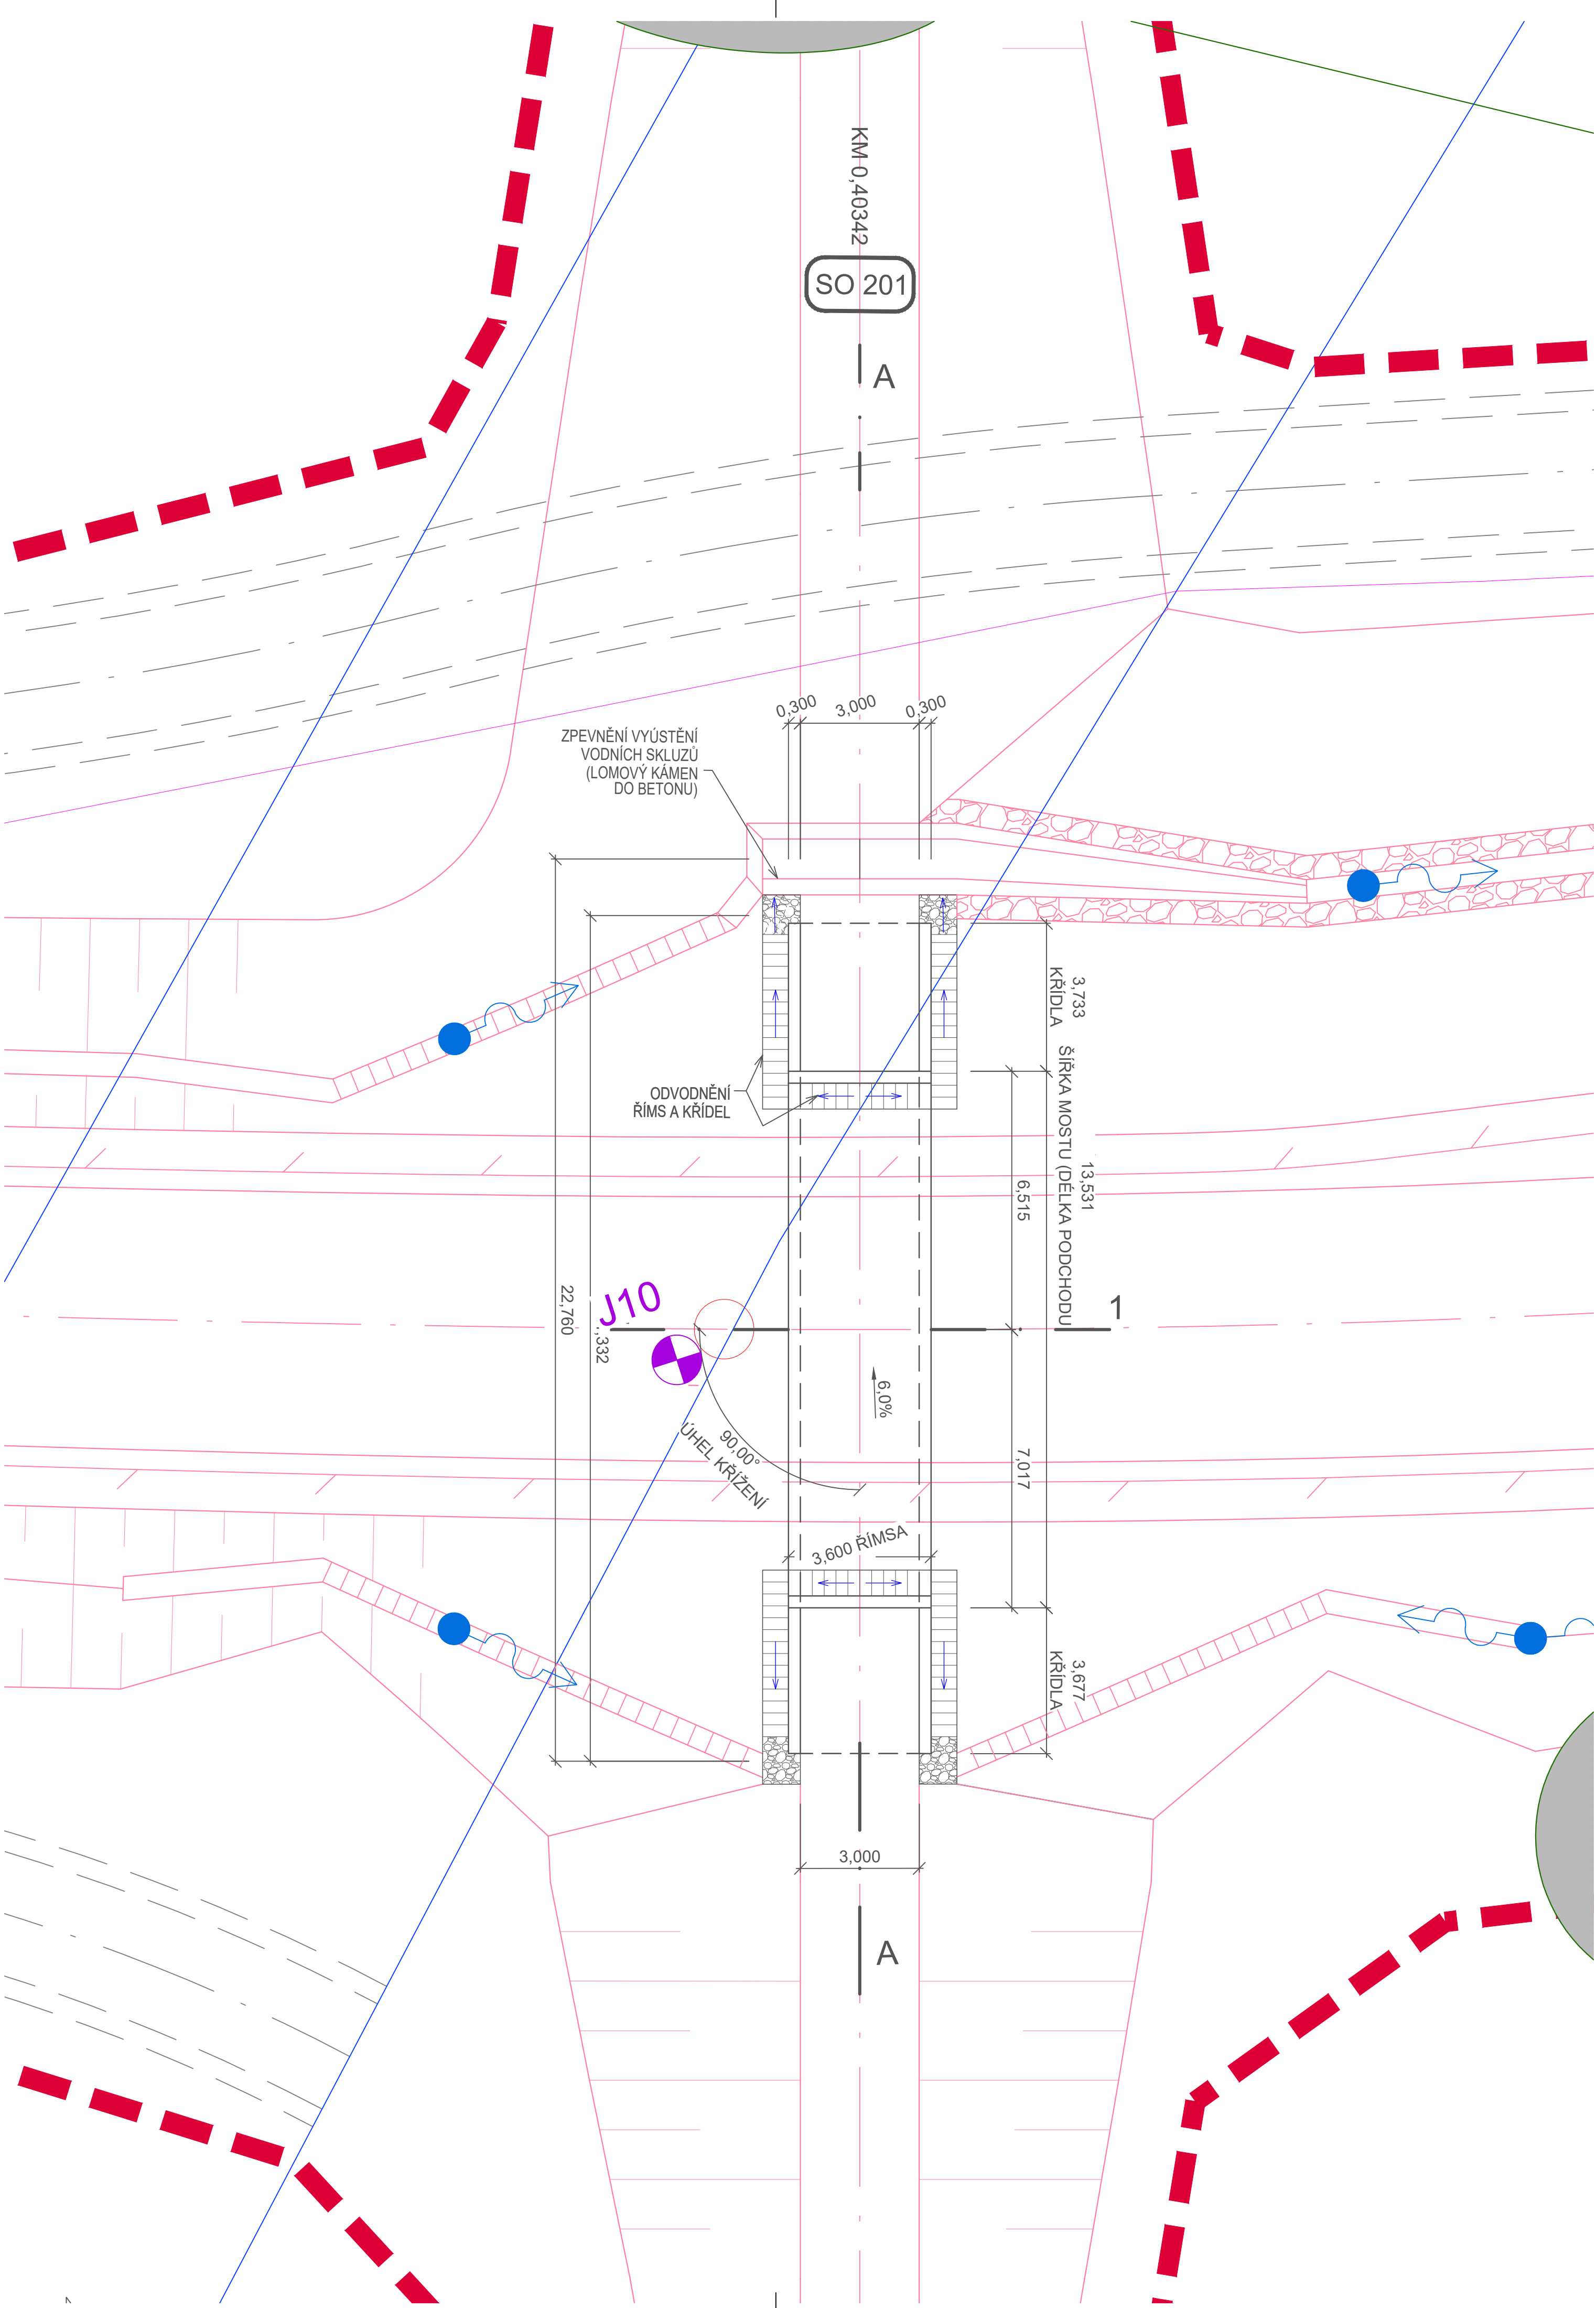 KM 0,40342
SO 201
A
0,300
3,000
0,300
ZPEVNĚNÍ VYÚSTĚNÍ
VODNÍCH SKLUZŮ
(LOMOVÝ KÁMEN
DO BETONU)
3,733
KŘÍDLA
ODVODNĚNÍ
ŘÍMS A KŘÍDEL
13,531
ŠÍŘKA MOSTU (DÉLKA PODCHODU)
6,515
22,760
,332
J10
1
6,0%
90,00°
ÚHEL KŘÍŽENÍ
7,017
3,600 ŘÍMSA
3,677
KŘÍDLA
3,000
A